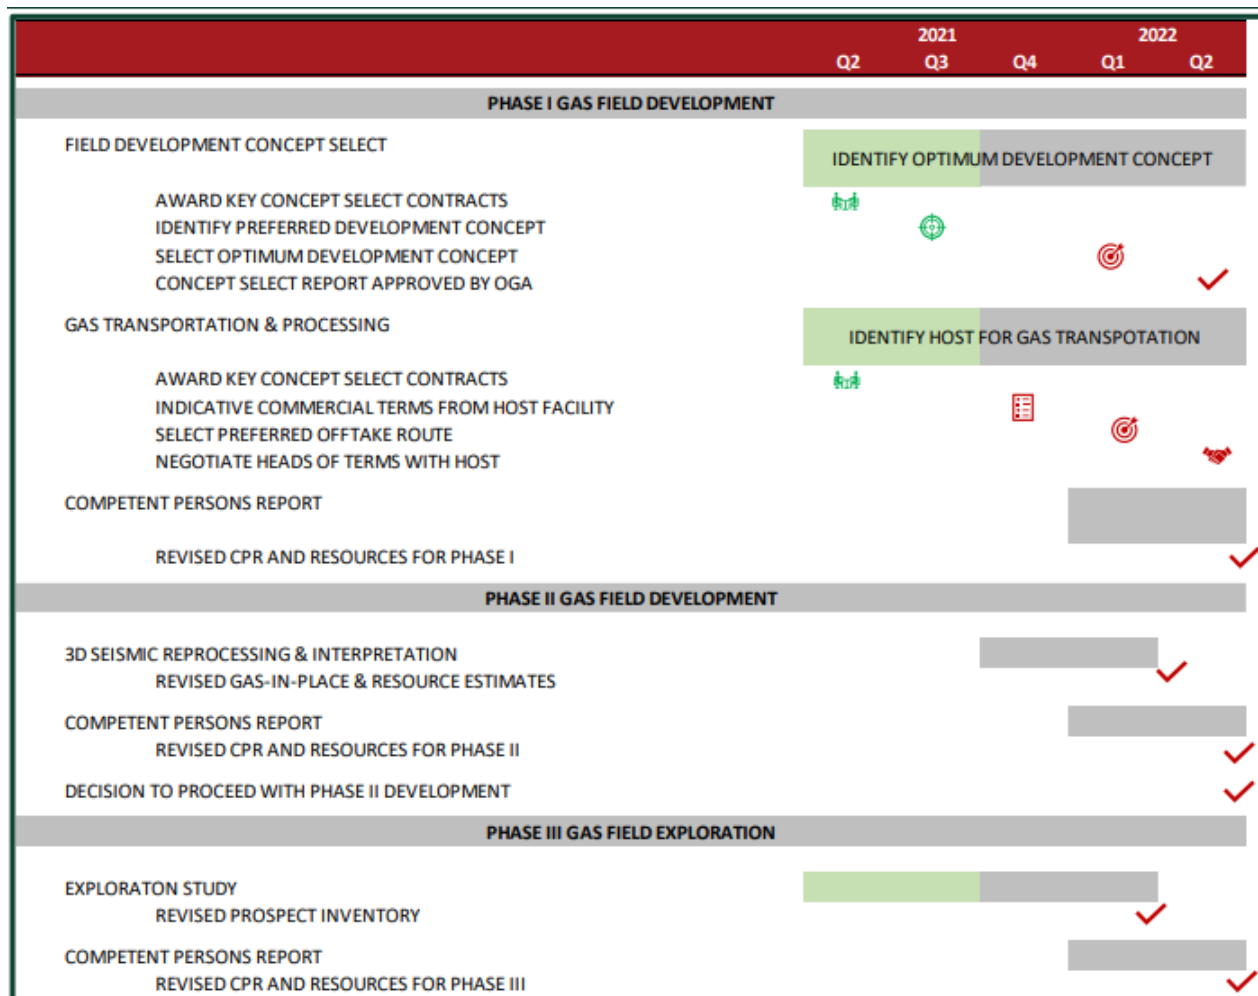 2021 2022
Q2 Q3 Q4 Q1 Q2
PHASE I GAS FIELD DEVELOPMENT
FIELD DEVELOPMENT CONCEPT SELECT
IDENTIFY OPTIMUM DEVELOPMENT CONCEPT
AWARD KEY CONCEPT SELECT CONTRACTS
IDENTIFY PREFERRED DEVELOPMENT CONCEPT
SELECT OPTIMUM DEVELOPMENT CONCEPT
CONCEPT SELECT REPORT APPROVED BY OGA
GAS TRANSPORTATION & PROCESSING
IDENTIFY HOST FOR GAS TRANSPOTATION
AWARD KEY CONCEPT SELECT CONTRACTS
INDICATIVE COMMERCIAL TERMS FROM HOST FACILITY
SELECT PREFERRED OFFTAKE ROUTE
NEGOTIATE HEADS OF TERMS WITH HOST
COMPETENT PERSONS REPORT
REVISED CPR AND RESOURCES FOR PHASE I
PHASE II GAS FIELD DEVELOPMENT
3D SEISMIC REPROCESSING & INTERPRETATION
REVISED GAS-IN-PLACE & RESOURCE ESTIMATES
COMPETENT PERSONS REPORT
REVISED CPR AND RESOURCES FOR PHASE II
DECISION TO PROCEED WITH PHASE II DEVELOPMENT
PHASE III GAS FIELD EXPLORATION
EXPLORATON STUDY
REVISED PROSPECT INVENTORY
COMPETENT PERSONS REPORT
REVISED CPR AND RESOURCES FOR PHASE III